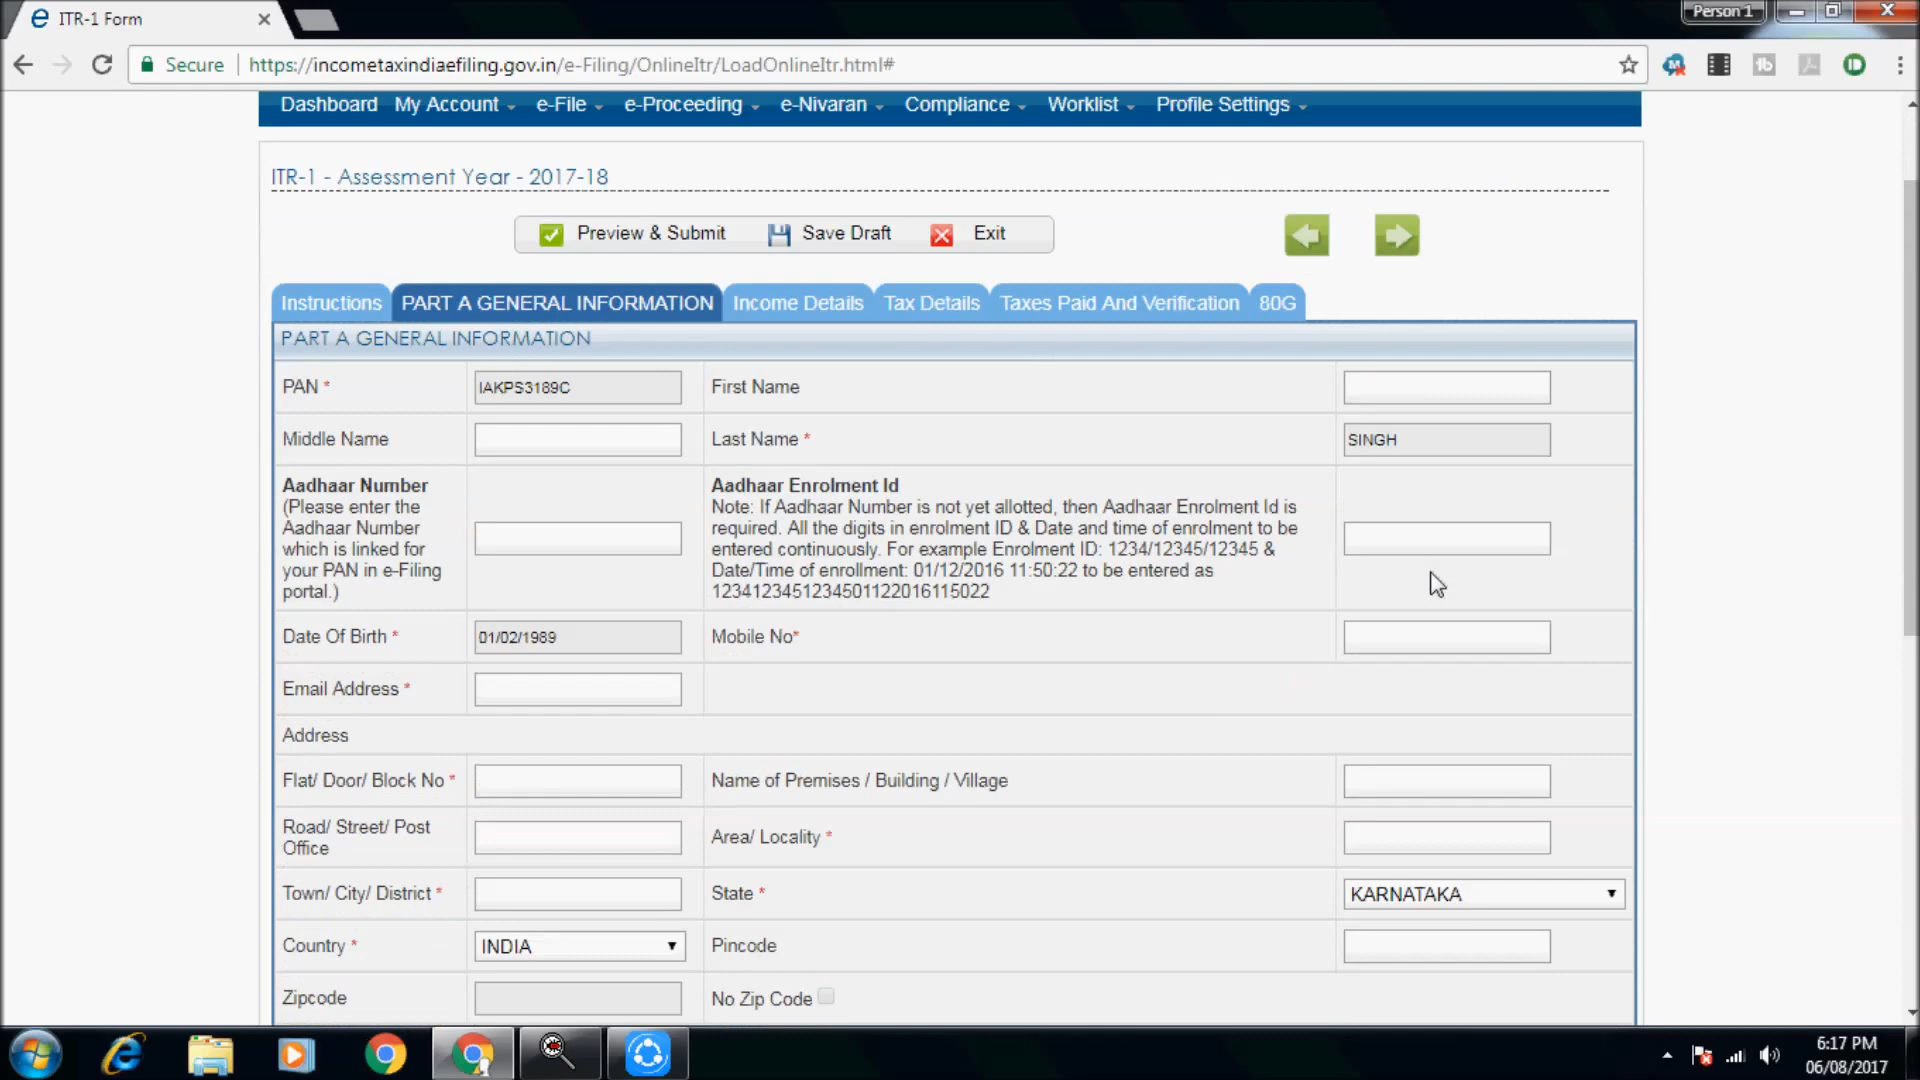 ITR-1 Form
Person 1
Secure
https://incometaxindiaefiling.gov.in/e-Filing/OnlineItr/LoadOnlineItr.html#
Dashboard My Account e-File e-Proceeding e-Nivaran Compliance Worklist Profile Settings
ITR-1 - Assessment Year - 2017-18
Preview & Submit Save Draft Exit
Instructions PART A GENERAL INFORMATION Income Details Tax Details Taxes Paid And Verification 80G
PART A GENERAL INFORMATION
PAN * IAKPS3189C First Name
Middle Name Last Name * SINGH
Aadhaar Number
(Please enter the
Aadhaar Number
which is linked for
your PAN in e-Filing
portal.)
Aadhaar Enrolment Id
Note: If Aadhaar Number is not yet allotted, then Aadhaar Enrolment Id is
required. All the digits in enrolment ID & Date and time of enrolment to be
entered continuously. For example Enrolment ID: 1234/12345/12345 &
Date/Time of enrollment: 01/12/2016 11:50:22 to be entered as
1234123451234501122016115022
Date Of Birth * 01/02/1989 Mobile No*
Email Address *
Address
Flat/ Door/ Block No * Name of Premises / Building / Village
Road/ Street/ Post
Office
Area/ Locality *
Town/ City/ District * State * KARNATAKA
Country * INDIA Pincode
Zipcode No Zip Code
6:17 PM
06/08/2017